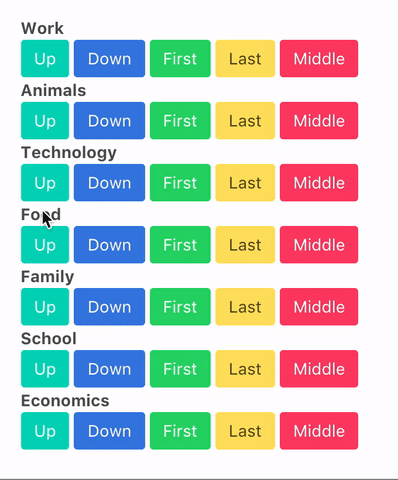 Work
Up Down First Last Middle
Animals
Up Down First Last Middle
Technology
Up Down First Last Middle
Food
Up Down First Last Middle
Family
Up Down First Last Middle
School
Up Down First Last Middle
Economics
Up Down First Last Middle